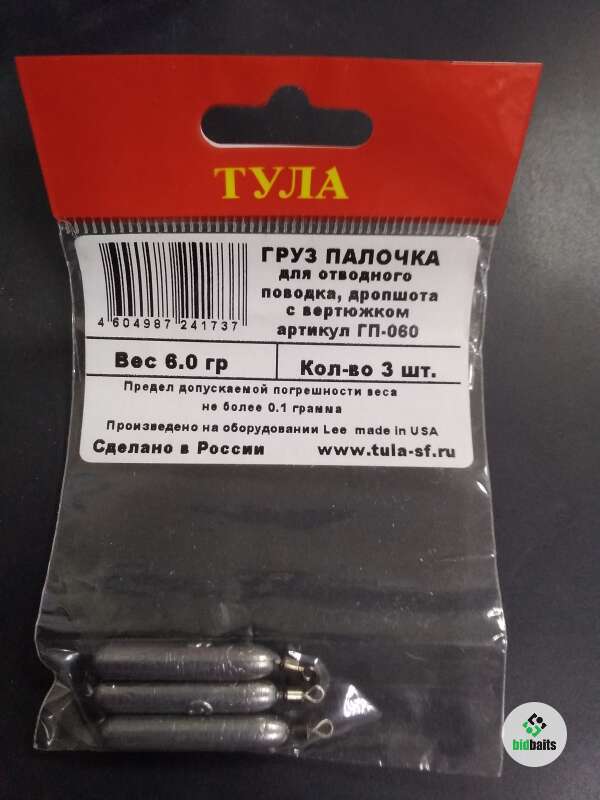 ТУЛА
ГРУЗ ПАЛОЧКА
для отводного
поводка, дропшота
с вертюжком
артикул ГП-060
4 604987 241737
Вес 6.0 гр
Кол-во 3 шт.
Предел допускаемой погрешности веса
не более 0.1 грамма
Произведено на оборудовании Lee made in USA
Сделано в России www.tula-sf.ru
bidbaits